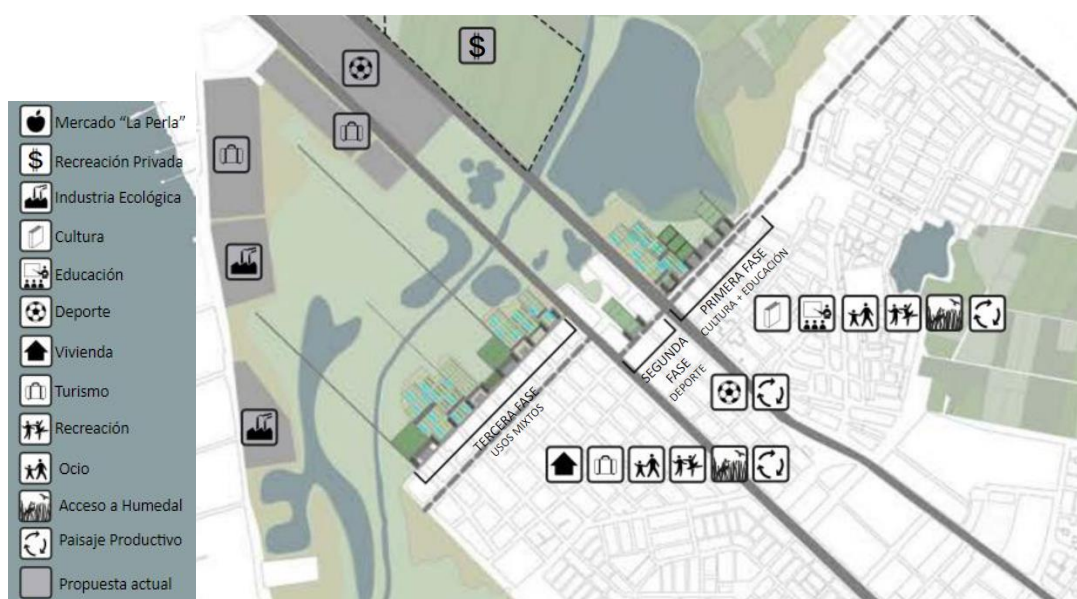 Mercado "La Perla"
Recreación Privada
Industria Ecológica
Cultura
Educación
Deporte
Vivienda
Turismo
Recreación
Ocio
Acceso a Humedal
Paisaje Productivo
Propuesta actual
$
$
PRIMERA FASE
CULTURA + EDUCACIÓN
SEGUNDA
FASE
DEPORTE
TERCERA FASE
USOS MIXTOS